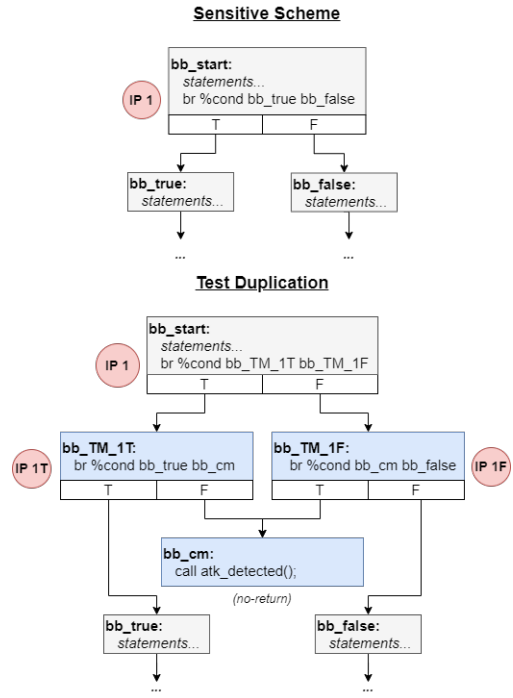 Sensitive Scheme
bb_start:
statements...
IP 1
br %cond bb_true bb_false
T F
bb_true: bb_false:
statements... statements...
... ...
Test Duplication
bb_start:
statements...
IP 1
br %cond bb_TM_1T bb_TM_1F
T F
IP 1T
bb_TM_1T:
br %cond bb_true bb_cm
bb_TM_1F:
br %cond bb_cm bb_false
IP 1F
T F T F
bb_cm:
call atk_detected();
(no-return)
bb_true: bb_false:
statements... statements...
... ...